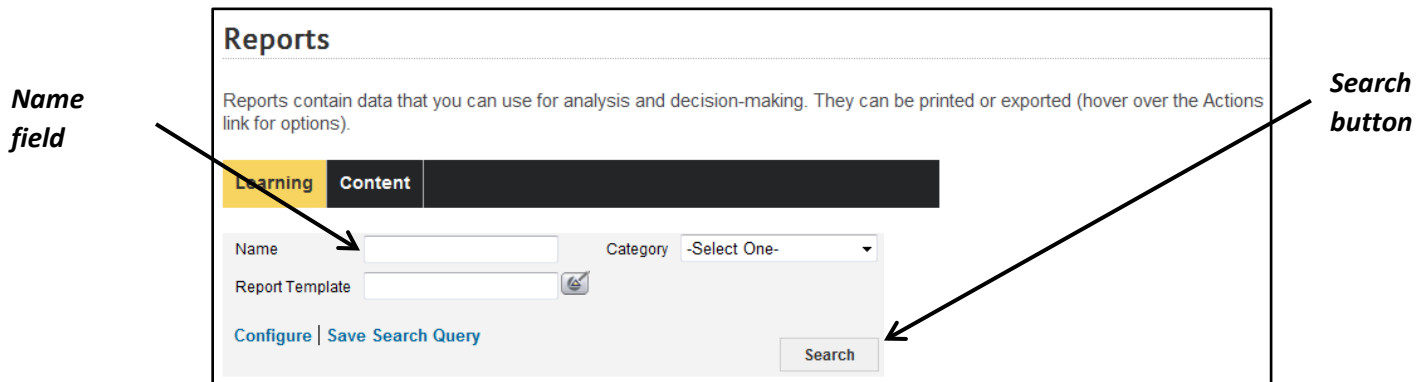 Reports
Name
field
Reports contain data that you can use for analysis and decision-making. They can be printed or exported (hover over the Actions
link for options).
Search
button
Learning Content
Name Category -Select One-
Report Template
Configure | Save Search Query
Search